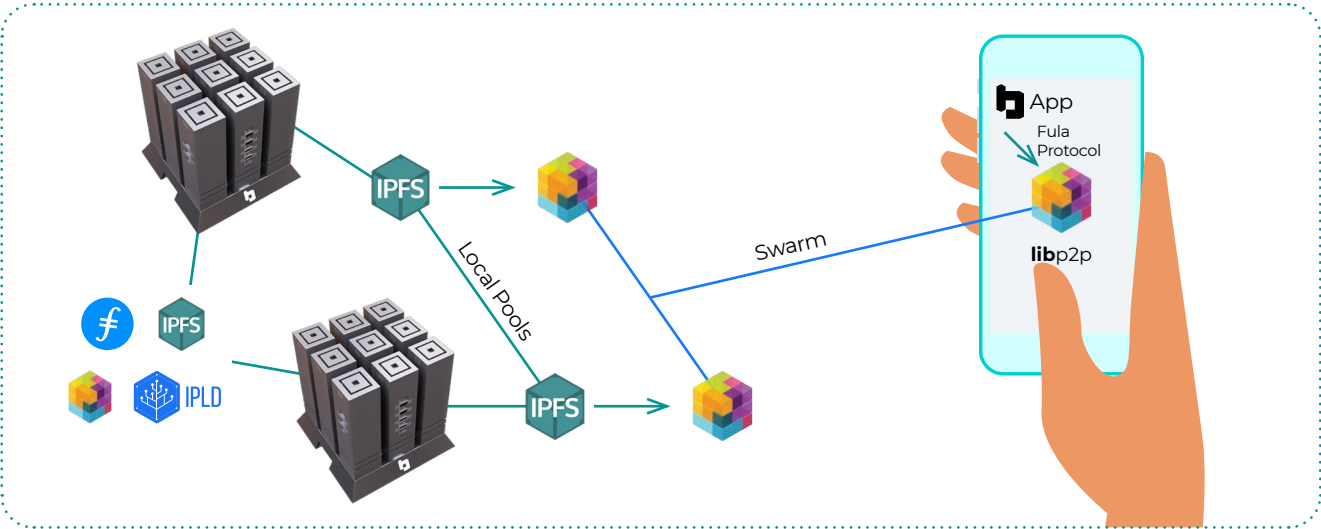 App
Fula
Protocol
IPFS
Swarm
libp2p
Local Pools
IPFS
IPLD
IPFS